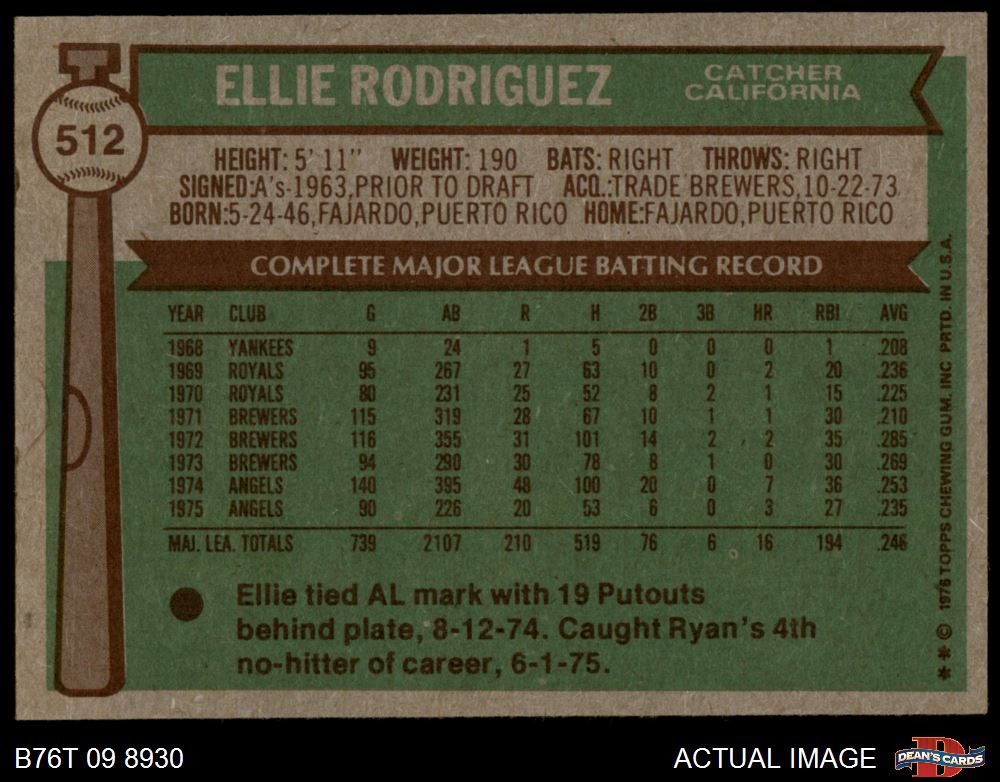 512
ELLIE RODRIGUEZ
CATCHER
CALIFORNIA
HEIGHT: 5' 11" WEIGHT: 190 BATS: RIGHT THROWS: RIGHT
SIGNED:A's-1963,PRIOR TO DRAFT ACQ.:TRADE BREWERS,10-22-73
BORN:5-24-46,FAJARDO,PUERTO RICO HOME:FAJARDO,PUERTO RICO
COMPLETE MAJOR LEAGUE BATTING RECORD
YEAR CLUB G AB R H 2B 3B HR RBI AVG
1968 YANKEES 9 24 1 5 0 0 0 1 .208
1969 ROYALS 95 267 27 63 10 0 2 20 .236
1970 ROYALS 80 231 25 52 8 2 1 15 .225
1971 BREWERS 115 319 28 67 10 1 1 30 .210
1972 BREWERS 116 355 31 101 14 2 2 35 .285
1973 BREWERS 94 290 30 78 8 1 0 30 .269
1974 ANGELS 140 395 48 100 20 0 7 36 .253
1975 ANGELS 90 226 20 53 6 0 3 27 .235
MAJ. LEA. TOTALS 739 2107 210 519 76 6 16 194 .246
Ellie tied AL mark with 19 Putouts
behind plate, 8-12-74. Caught Ryan's 4th
no-hitter of career, 6-1-75.
** © 1976 TOPPS CHEWING GUM, INC PRTD. IN U.S.A.
B76T 09 8930
ACTUAL IMAGE
D
DEAN'S CARDS